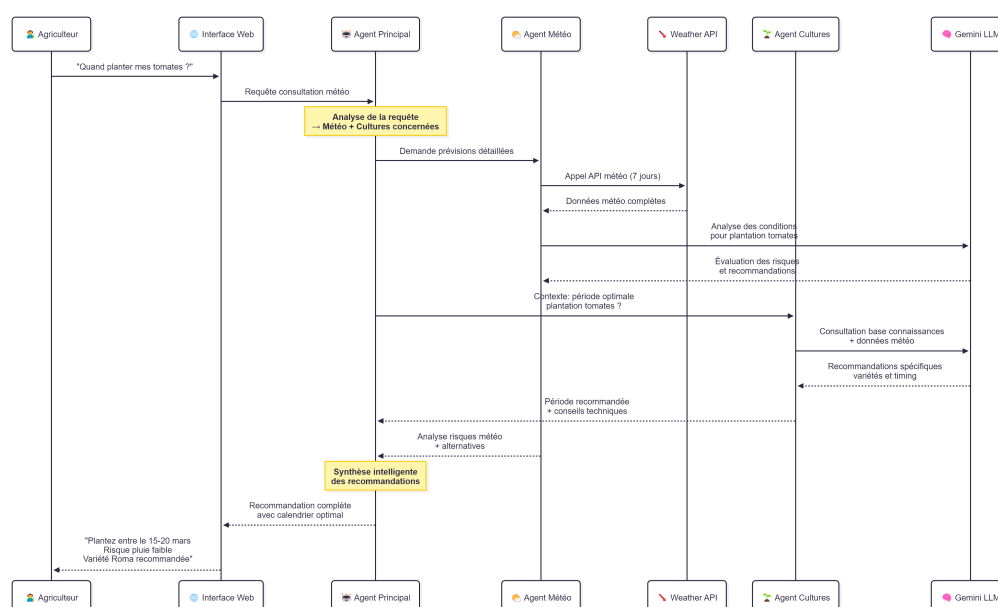 Agriculteur
Interface Web
Agent Principal
Agent Météo
Weather API
Agent Cultures
Gemini LLM
"Quand planter mes tomates ?"
Requête consultation météo
Analyse de la requête
→ Météo + Cultures concernées
Demande prévisions détaillées
Appel API météo (7 jours)
Données météo complètes
Analyse des conditions
pour plantation tomates
Évaluation des risques
et recommandations
Contexte: période optimale
plantation tomates ?
Consultation base connaissances
+ données météo
Recommandations spécifiques
variétés et timing
Période recommandée
+ conseils techniques
Analyse risques météo
+ alternatives
Synthèse intelligente
des recommandations
Recommandation complète
avec calendrier optimal
"Plantez entre le 15-20 mars
Risque pluie faible
Variété Roma recommandée"
Agriculteur
Interface Web
Agent Principal
Agent Météo
Weather API
Agent Cultures
Gemini LLM